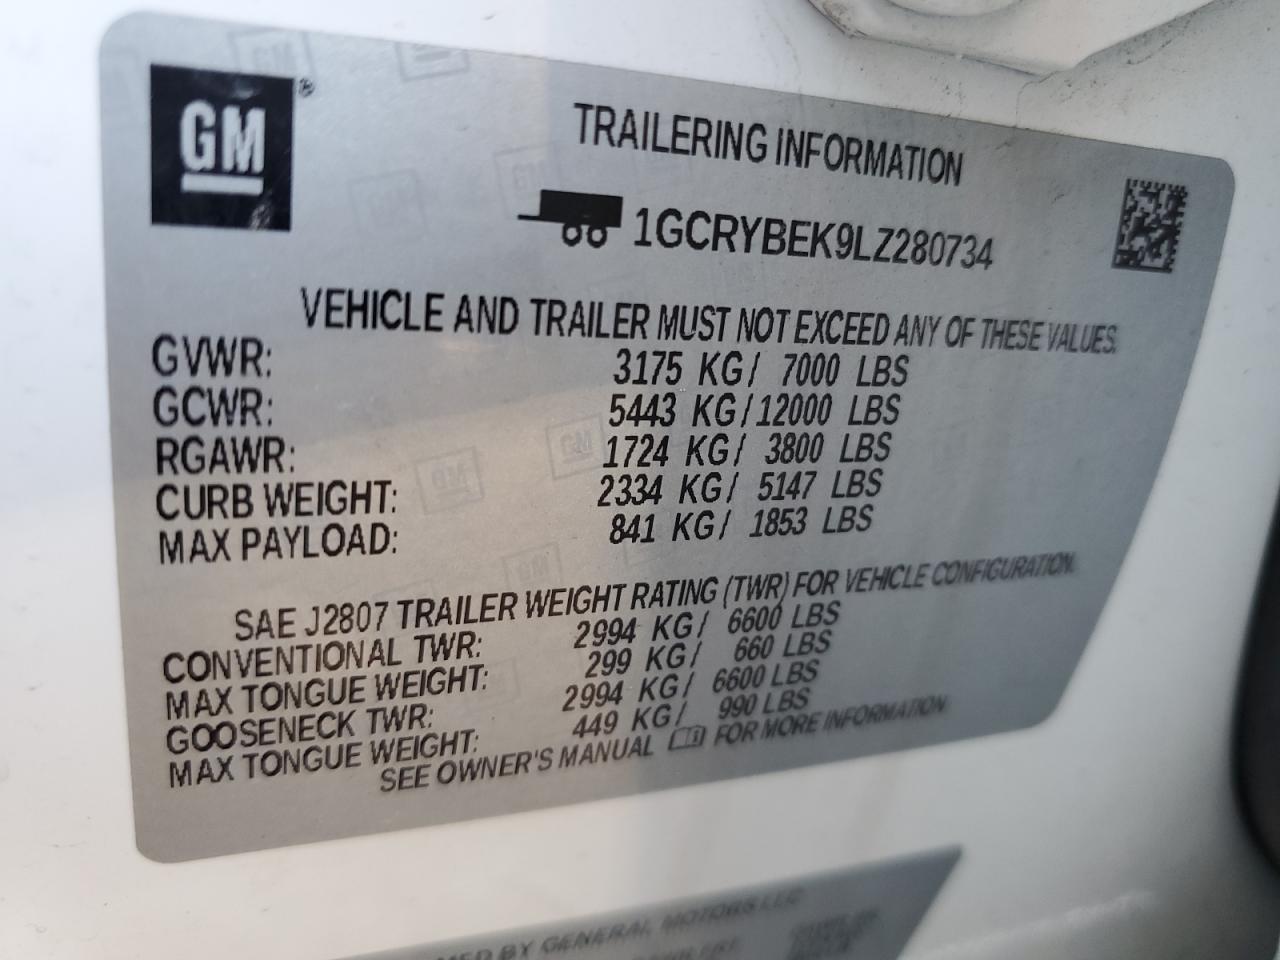 GM®
TRAILERING INFORMATION
1GCRYBEK9LZ280734
VEHICLE AND TRAILER MUST NOT EXCEED ANY OF THESE VALUES.
GVWR: 3175 KG/ 7000 LBS
GCWR: 5443 KG/12000 LBS
RGAWR: 1724 KG/ 3800 LBS
CURB WEIGHT: 2334 KG/ 5147 LBS
MAX PAYLOAD: 841 KG/ 1853 LBS
SAE J2807 TRAILER WEIGHT RATING (TWR) FOR VEHICLE CONFIGURATION.
CONVENTIONAL TWR: 2994 KG/ 6600 LBS
MAX TONGUE WEIGHT: 299 KG/ 660 LBS
GOOSENECK TWR: 2994 KG/ 6600 LBS
MAX TONGUE WEIGHT: 449 KG/ 990 LBS
SEE OWNER'S MANUAL FOR MORE INFORMATION.
BY GENERAL MOTORS LLC